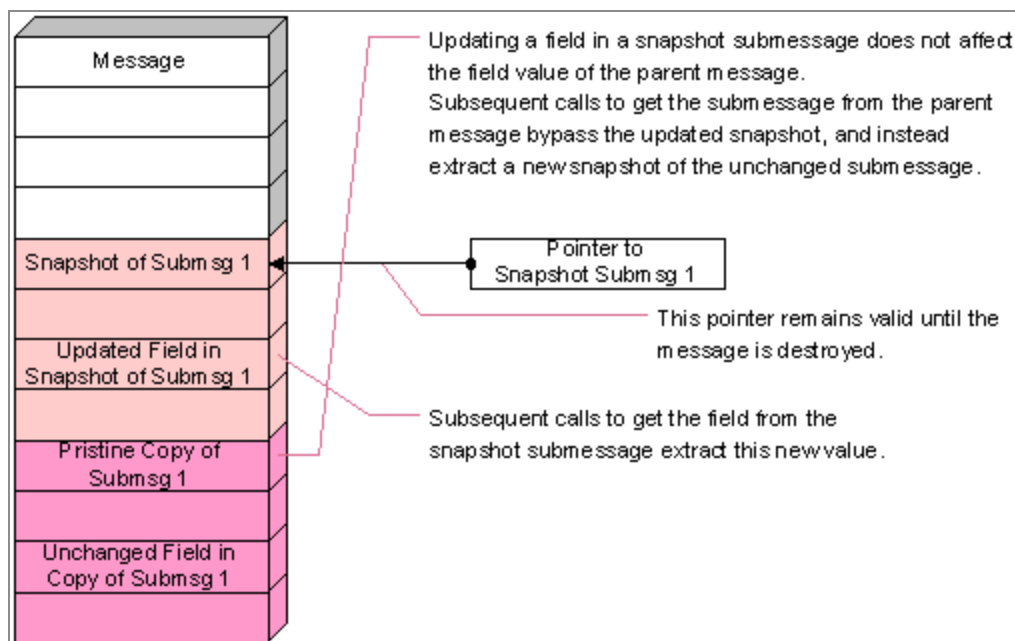 Message
Updating a field in a snapshot submessage does not affect
the field value of the parent message.
Subsequent calls to get the submessage from the parent
message bypass the updated snapshot, and instead
extract a new snapshot of the unchanged submessage.
Snapshot of Submsg 1
Pointer to
Snapshot Submsg 1
This pointer remains valid until the
message is destroyed.
Updated Field in
Snapshot of Submsg 1
Subsequent calls to get the field from the
snapshot submessage extract this new value.
Pristine Copy of
Submsg 1
Unchanged Field in
Copy of Submsg 1